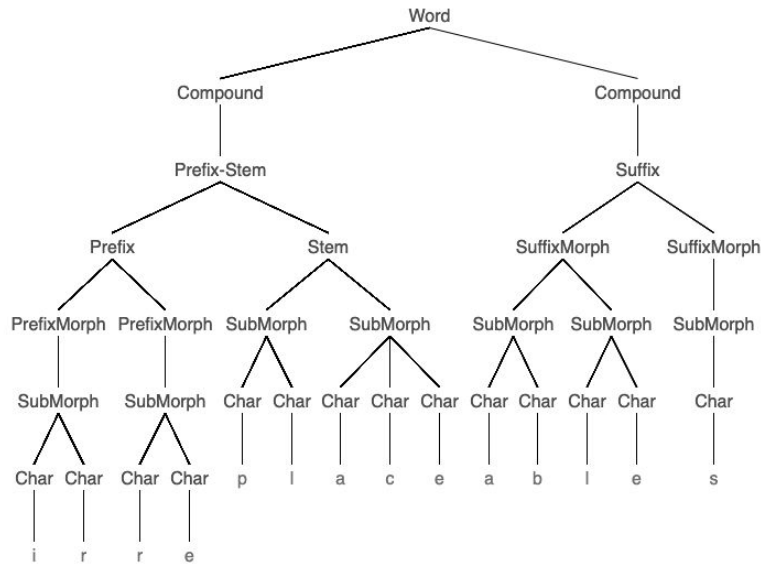 Word
Compound Compound
Prefix-Stem Suffix
Prefix Stem SuffixMorph SuffixMorph
PrefixMorph PrefixMorph SubMorph SubMorph SubMorph SubMorph SubMorph
SubMorph SubMorph Char Char Char Char Char Char Char Char Char Char
Char Char Char Char p l a c e a b l e s
i r r e